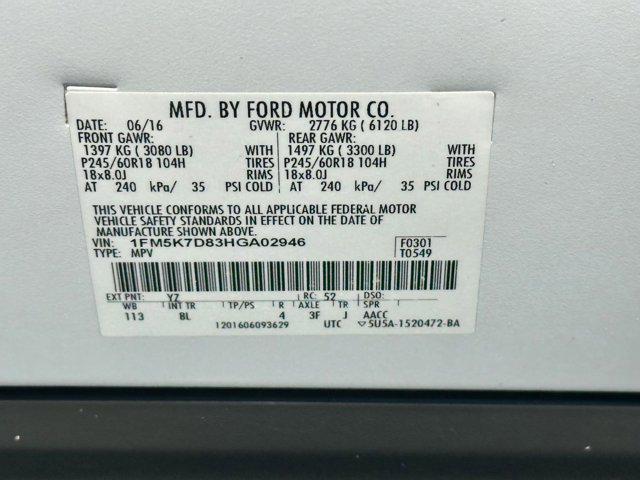 MFD. BY FORD MOTOR CO.
DATE: 06/16 GVWR: 2776 KG ( 6120 LB)
FRONT GAWR: REAR GAWR:
1397 KG ( 3080 LB) WITH 1497 KG ( 3300 LB) WITH
P245/60R18 104H TIRES P245/60R18 104H TIRES
18x8.0J RIMS 18x8.0J RIMS
AT 240 kPa/ 35 PSI COLD AT 240 kPa/ 35 PSI COLD
THIS VEHICLE CONFORMS TO ALL APPLICABLE FEDERAL MOTOR
VEHICLE SAFETY STANDARDS IN EFFECT ON THE DATE OF
MANUFACTURE SHOWN ABOVE.
VIN: 1FM5K7D83HGA02946 F0301
TYPE: MPV T0549
EXT PNT: YZ RC: 52 DSO:
WB INT TR TP/PS R AXLE TR SPR
113 BL 4 3F J AACC
1201606093629 UTC ▽5U5A-1520472-BA